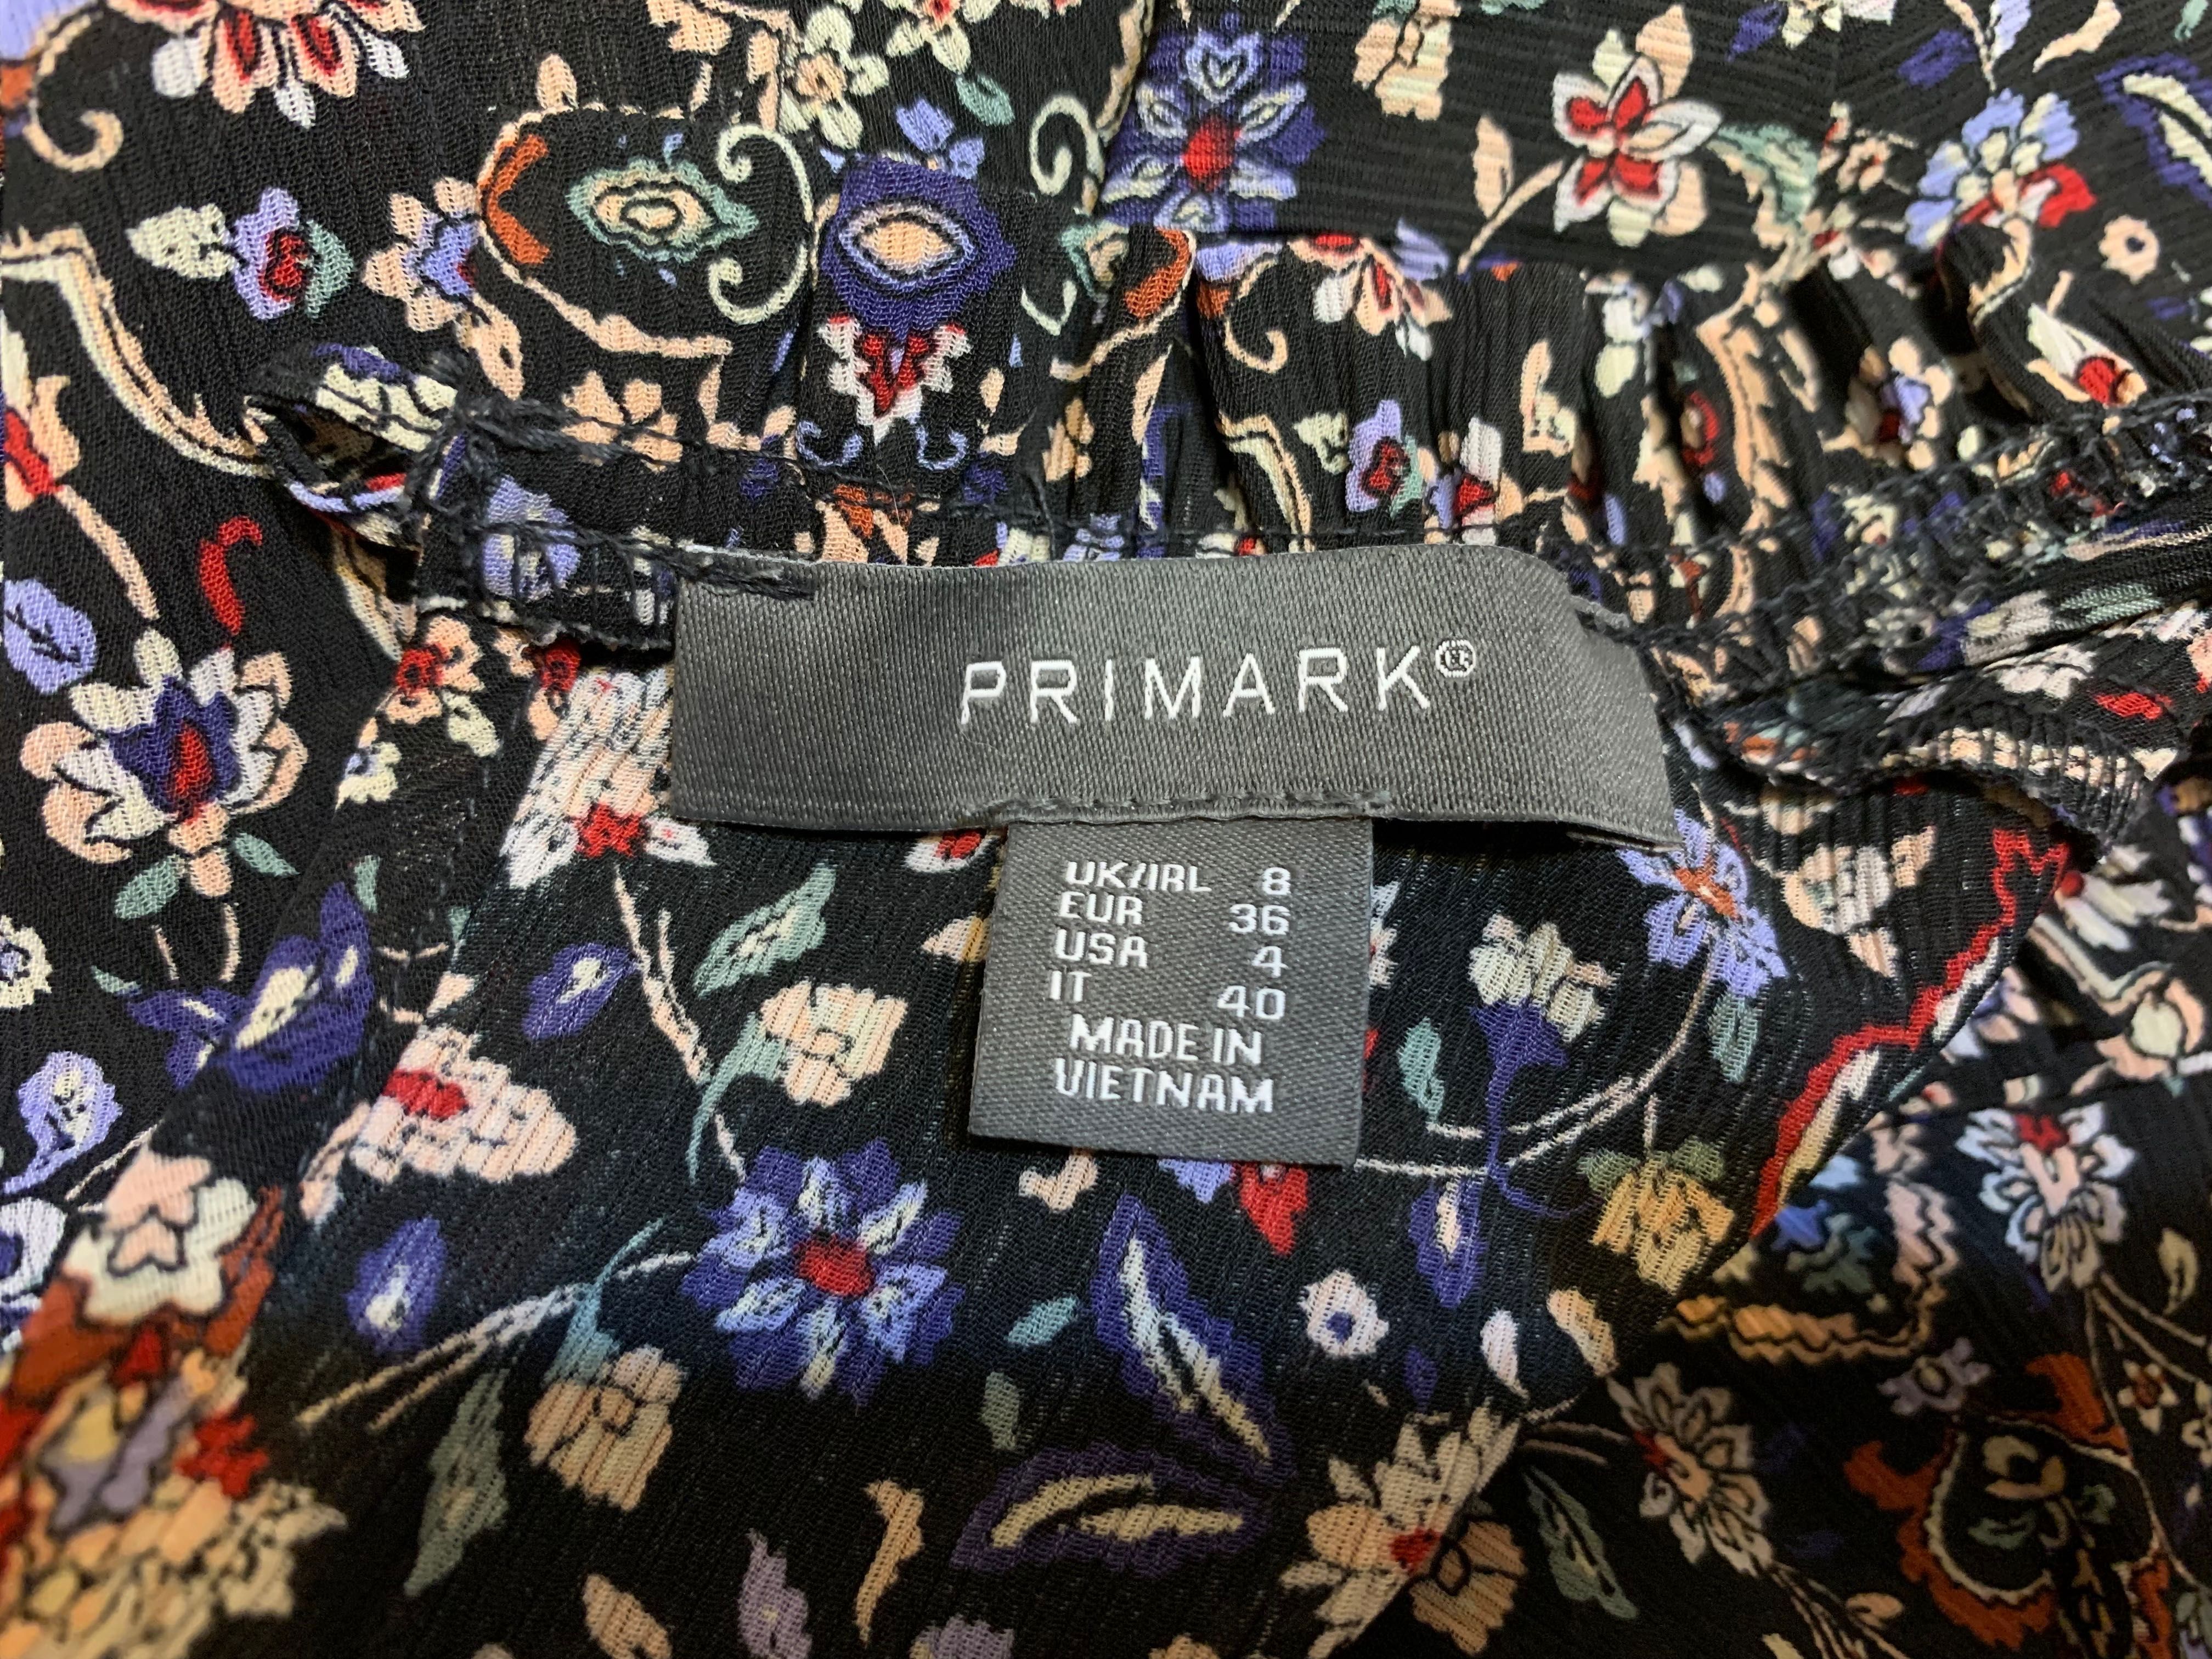 PRIMARK®
UK/IRL 8
EUR 36
USA 4
IT 40
MADE IN
VIETNAM